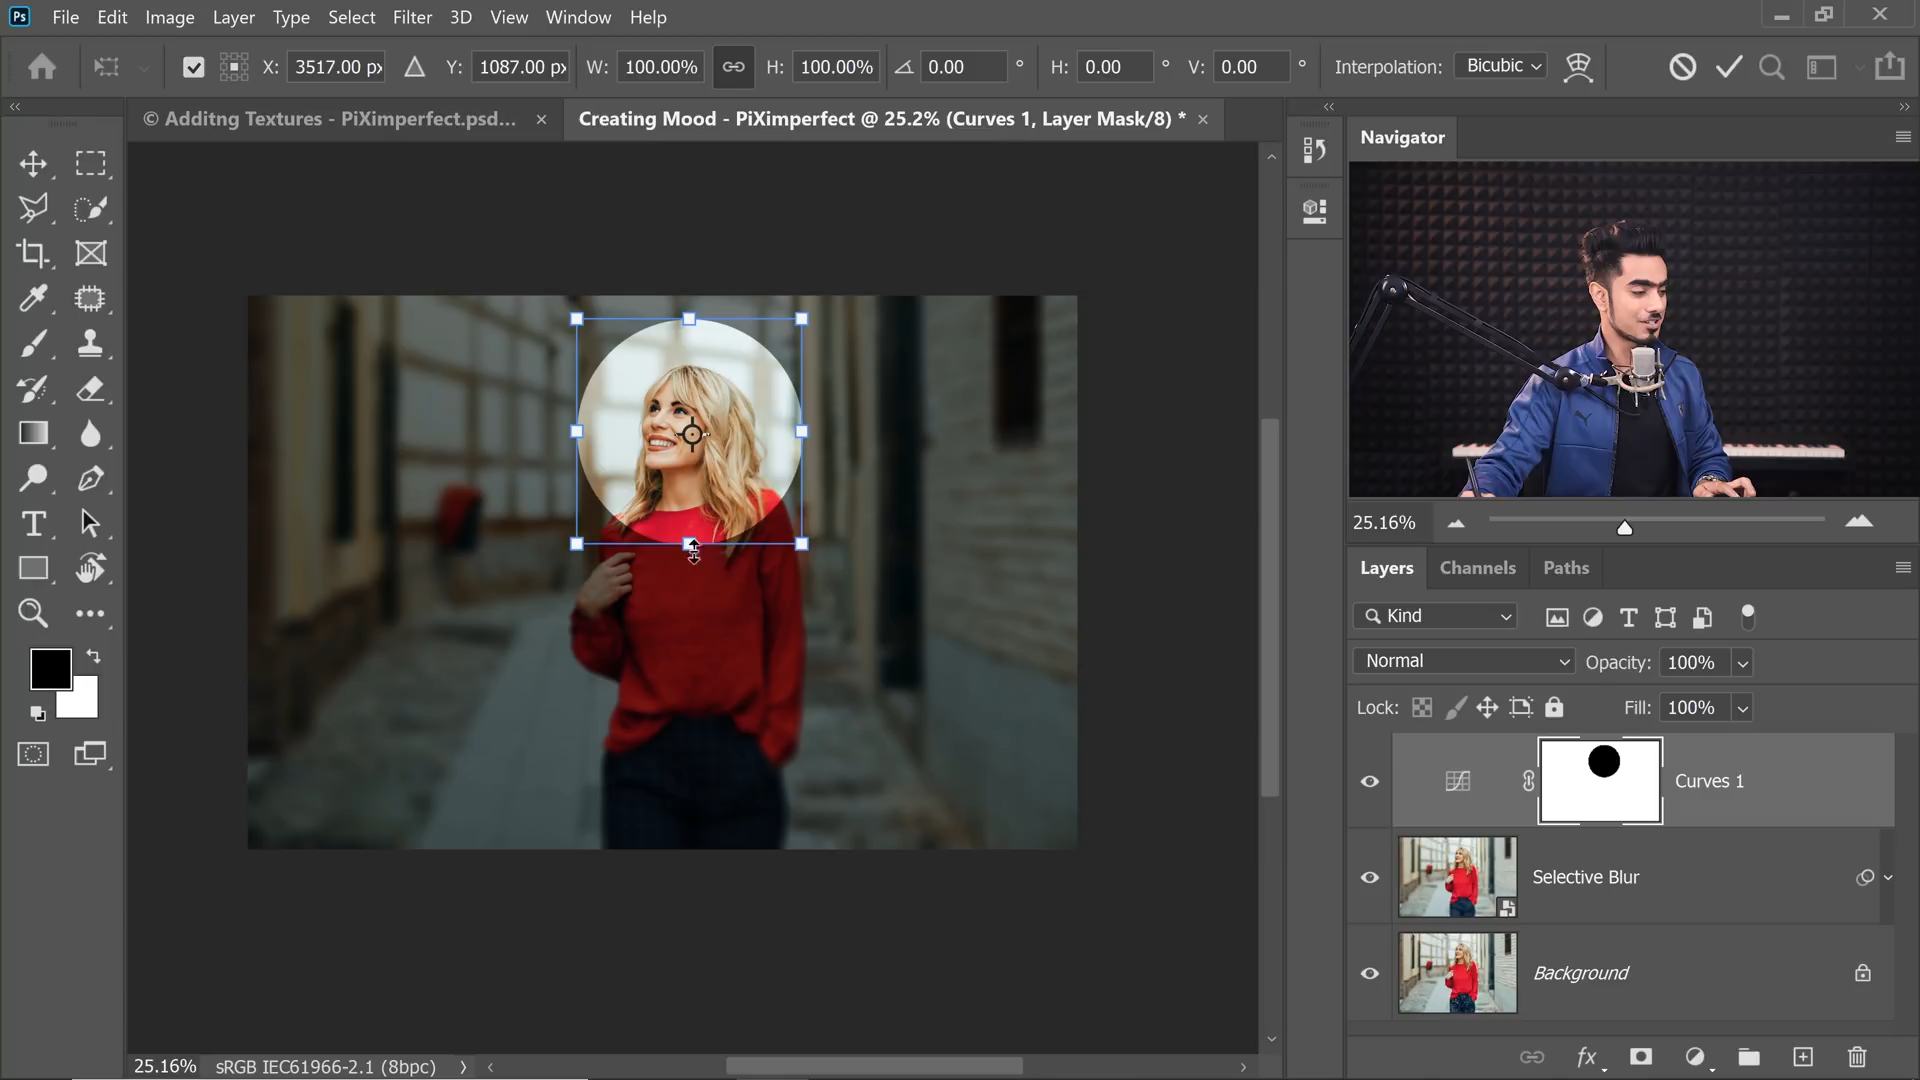 Ps File Edit Image Layer Type Select Filter 3D View Window Help
X: 3517.00 px Y: 1087.00 px W: 100.00% H: 100.00% 0.00 ° H: 0.00 ° V: 0.00 ° Interpolation: Bicubic
© Additng Textures - PiXimperfect.psd... × Creating Mood - PiXimperfect @ 25.2% (Curves 1, Layer Mask/8) * ×
Navigator
25.16%
Layers Channels Paths
Kind
Normal Opacity: 100%
Lock: Fill: 100%
Curves 1
Selective Blur
Background
fx
25.16% sRGB IEC61966-2.1 (8bpc)